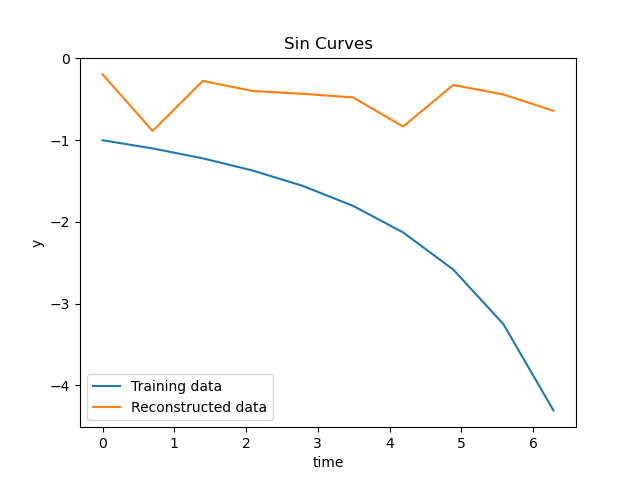 Sin Curves
0
−1
−2
−3
−4
y
Training data
Reconstructed data
0 1 2 3 4 5 6
time